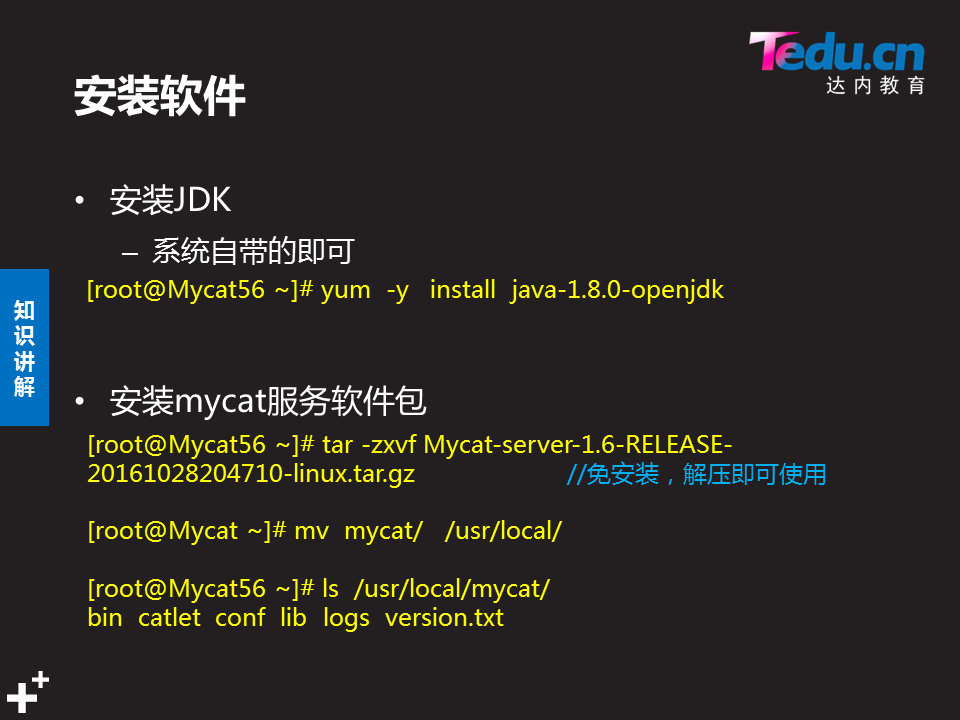 Tedu.cn
达内教育
安装软件
• 安装JDK
– 系统自带的即可
[root@Mycat56 ~]# yum -y install java-1.8.0-openjdk
知
识
讲
解
• 安装mycat服务软件包
[root@Mycat56 ~]# tar -zxvf Mycat-server-1.6-RELEASE-
20161028204710-linux.tar.gz //免安装，解压即可使用
[root@Mycat ~]# mv mycat/ /usr/local/
[root@Mycat56 ~]# ls /usr/local/mycat/
bin catlet conf lib logs version.txt